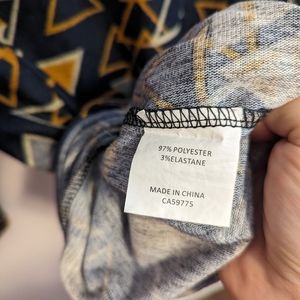 97% POLYESTER
3%ELASTANE
MADE IN CHINA
CA59775